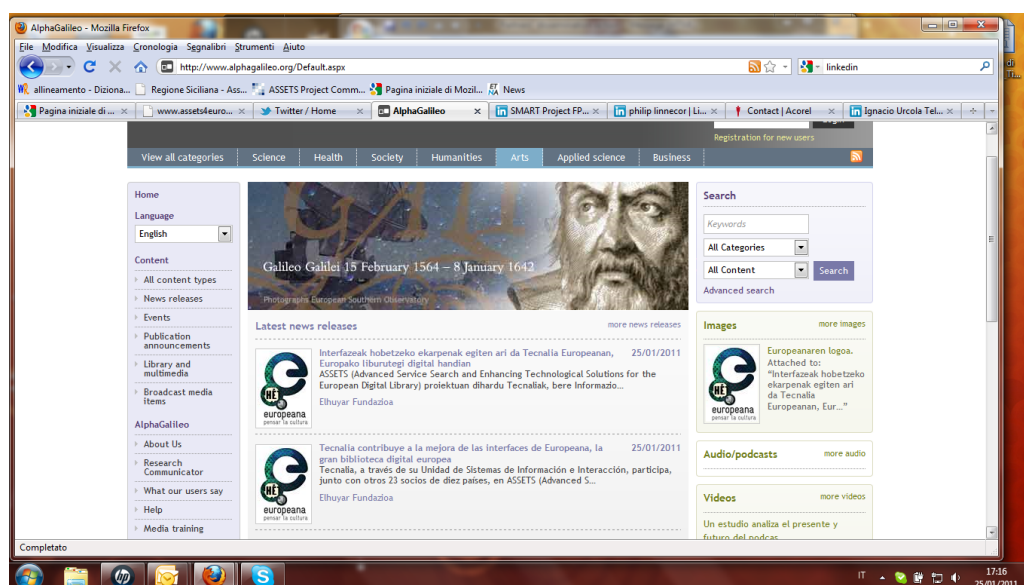 AlphaGalileo - Mozilla Firefox
File Modifica Visualizza Cronologia Segnalibri Strumenti Aiuto
http://www.alphagalileo.org/Default.aspx
linkedin
allineamento - Diziona... Regione Siciliana - Ass... ASSETS Project Comm... Pagina iniziale di Mozil... News
Pagina iniziale di ... www.assets4euro... Twitter / Home AlphaGalileo SMART Project FP... philip linnecor | Li... Contact | Acorel Ignacio Urcola Tel...
Registration for new users
View all categories Science Health Society Humanities Arts Applied science Business
Home
Language
English
Content
All content types
News releases
Events
Publication
announcements
Library and
multimedia
Broadcast media
items
AlphaGalileo
About Us
Research
Communicator
What our users say
Help
Media training
Galileo Galilei 15 February 1564 – 8 January 1642
Photographs European Southern Observatory
Latest news releases more news releases
Interfazeak hobetzeko ekarpenak egiten ari da Tecnalia Europeanan, 25/01/2011
Europako liburutegi digital handian
ASSETS (Advanced Service Search and Enhancing Technological Solutions for the
European Digital Library) proiektuan dihardu Tecnaliak, bere Informazio...
Elhuyar Fundazioa
HÉ!
europeana
pensar la cultura
Tecnalia contribuye a la mejora de las interfaces de Europeana, la 25/01/2011
gran biblioteca digital europea
Tecnalia, a través de su Unidad de Sistemas de Información e Interacción, participa,
junto con otros 23 socios de diez países, en ASSETS (Advanced S...
Elhuyar Fundazioa
HÉ!
europeana
pensar la cultura
Search
Keywords
All Categories
All Content Search
Advanced search
Images more images
Europeanaren logoa.
Attached to:
"Interfazeak hobetzeko
ekarpenak egiten ari
da Tecnalia
Europeanan, Eur..."
HÉ!
europeana
pensar la cultura
Audio/podcasts more audio
Videos more videos
Un estudio analiza el presente y
futuro del podcas
Completato
IT
17:16
25/01/2011